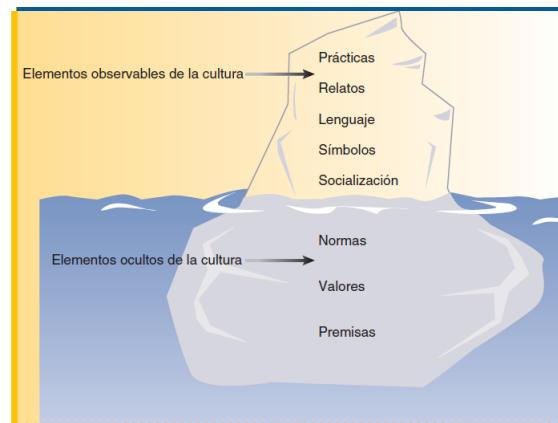 Prácticas
Elementos observables de la cultura
Relatos
Lenguaje
Símbolos
Socialización
Normas
Elementos ocultos de la cultura
Valores
Premisas